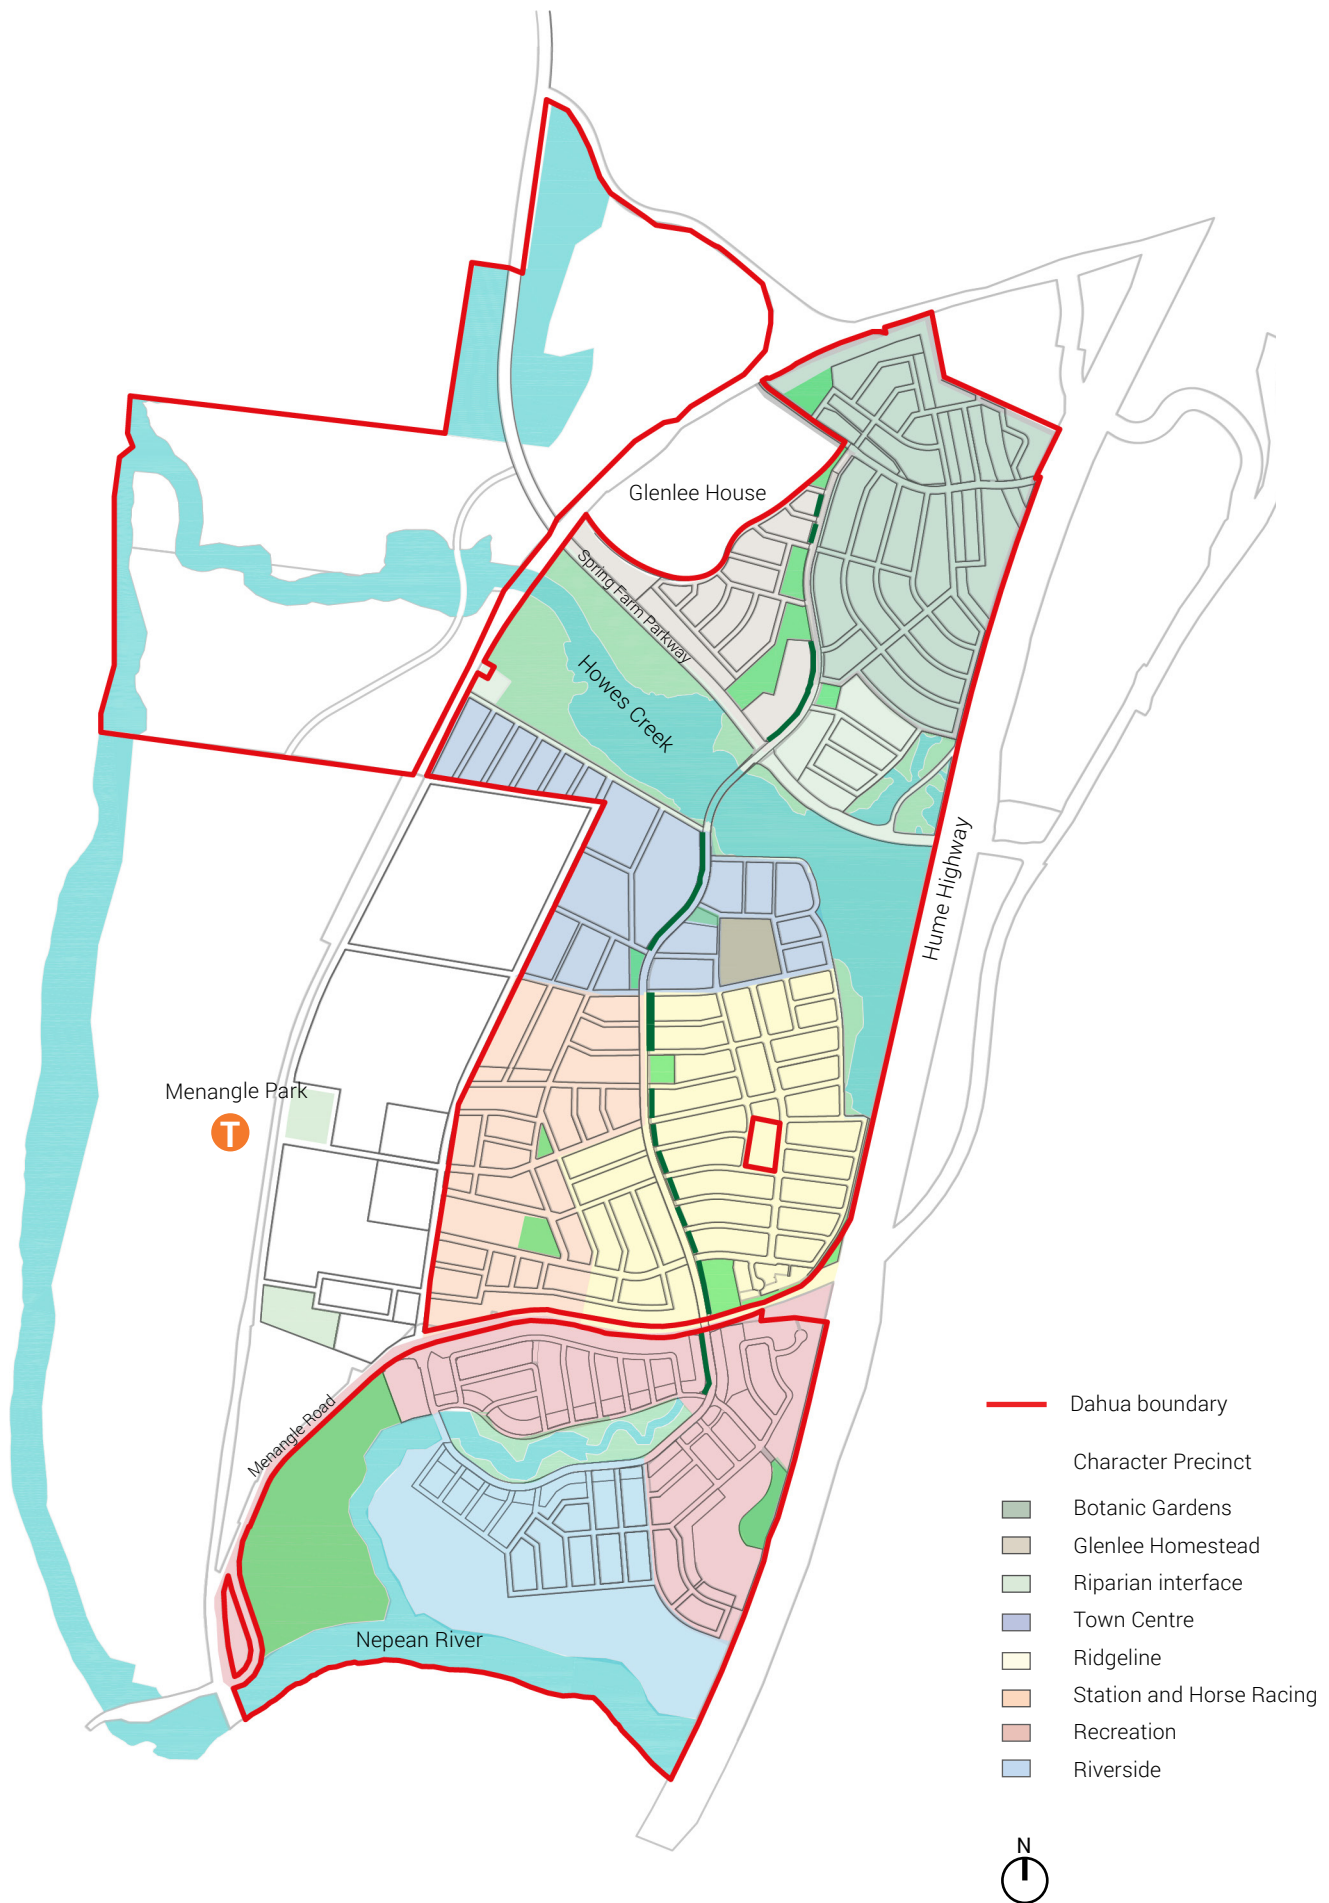 Glenlee House
Spring Farm Parkway
Howes Creek
Hume Highway
Menangle Park
T
Menangle Road
Nepean River
Dahua boundary
Character Precinct
Botanic Gardens
Glenlee Homestead
Riparian interface
Town Centre
Ridgeline
Station and Horse Racing
Recreation
Riverside
N